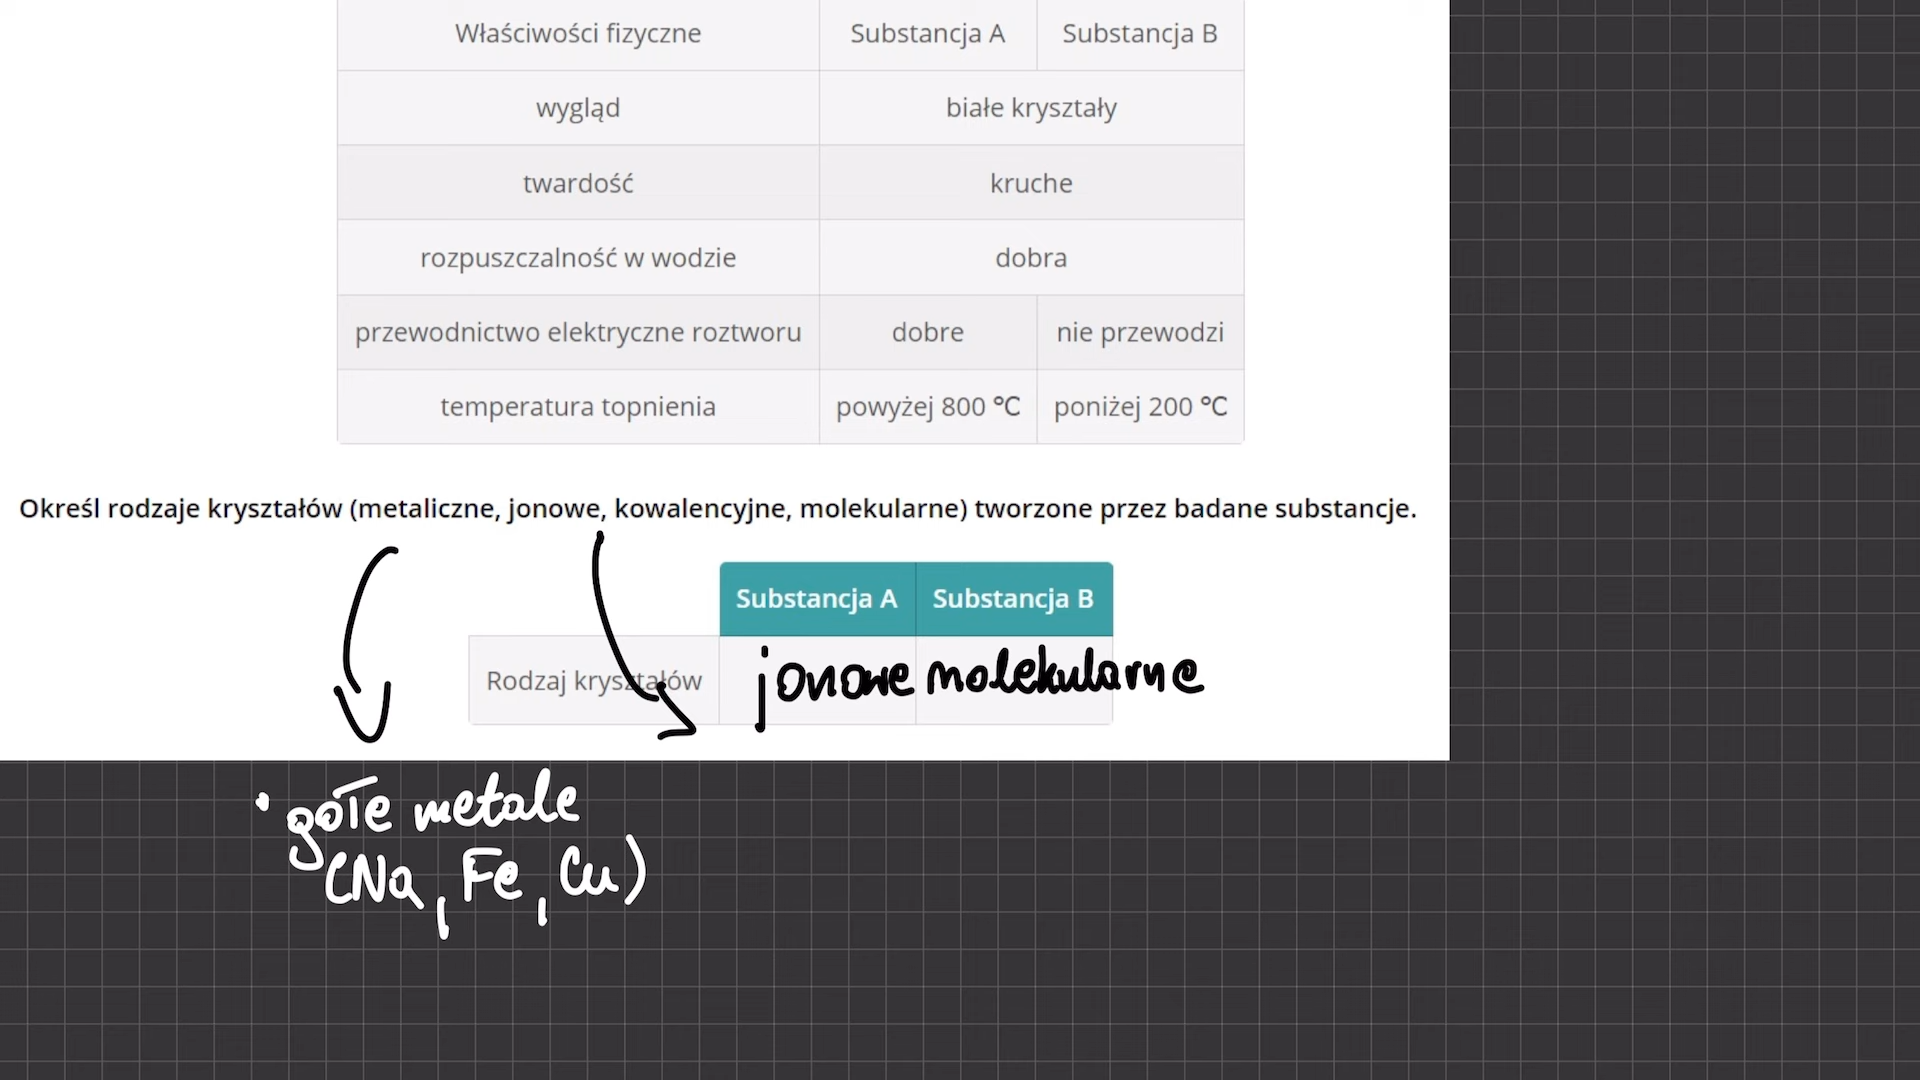 Właściwości fizyczne Substancja A Substancja B
wygląd białe kryształy
twardość kruche
rozpuszczalność w wodzie dobra
przewodnictwo elektryczne roztworu dobre nie przewodzi
temperatura topnienia powyżej 800 °C poniżej 200 °C
Określ rodzaje kryształów (metaliczne, jonowe, kowalencyjne, molekularne) tworzone przez badane substancje.
Substancja A Substancja B
Rodzaj kryształów jonowe molekularne
• gołe metale
(Na, Fe, Cu)